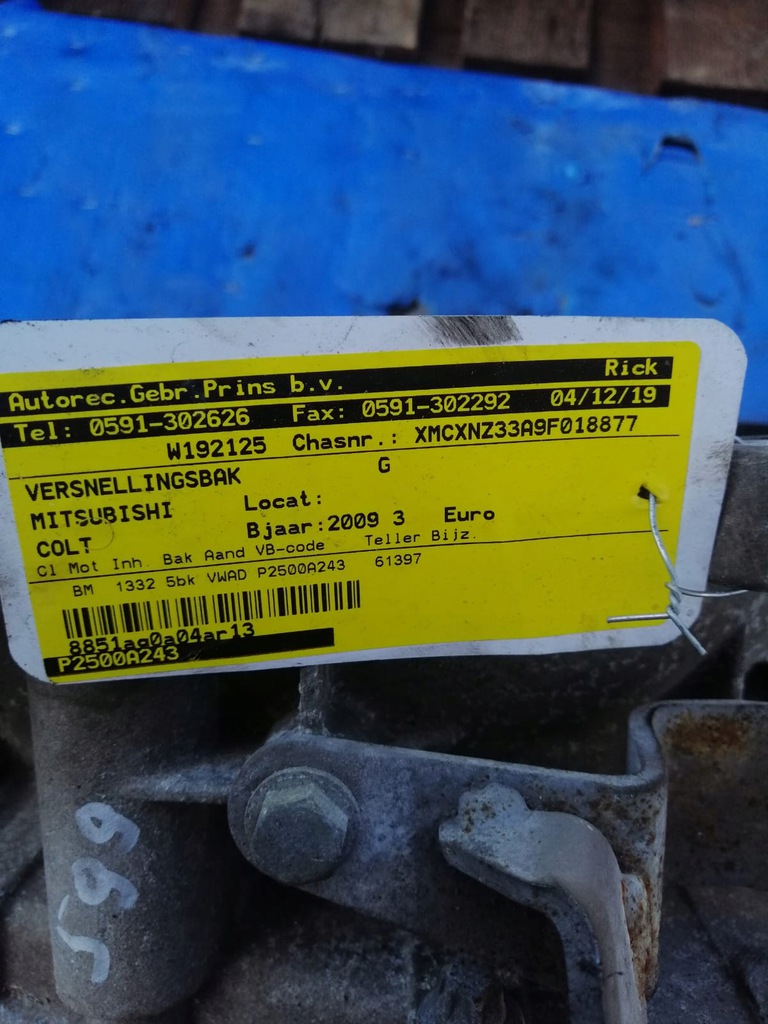 Autorec.Gebr.Prins b.v. Rick
Tel: 0591-302626 Fax: 0591-302292 04/12/19
W192125 Chasnr.: XMCXNZ33A9F018877
VERSNELLINGSBAK G
MITSUBISHI Locat:
COLT Bjaar:2009 3 Euro
Cl Mot Inh. Bak Aand VB-code Teller Bijz.
BM 1332 5bk VWAD P2500A243 61397
8851ag0a04ar13
P2500A243
599